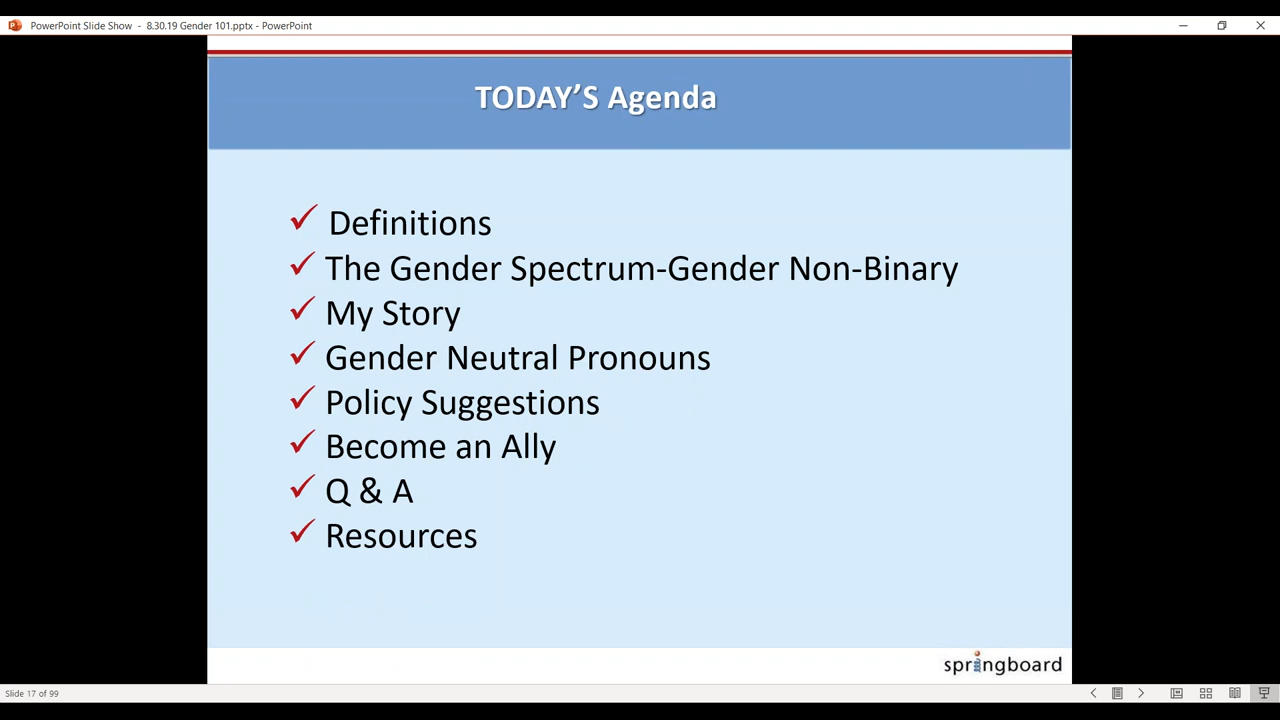 PowerPoint Slide Show - 8.30.19 Gender 101.pptx - PowerPoint
TODAY’S Agenda
✓ Definitions
✓ The Gender Spectrum-Gender Non-Binary
✓ My Story
✓ Gender Neutral Pronouns
✓ Policy Suggestions
✓ Become an Ally
✓ Q & A
✓ Resources
springboard
Slide 17 of 99